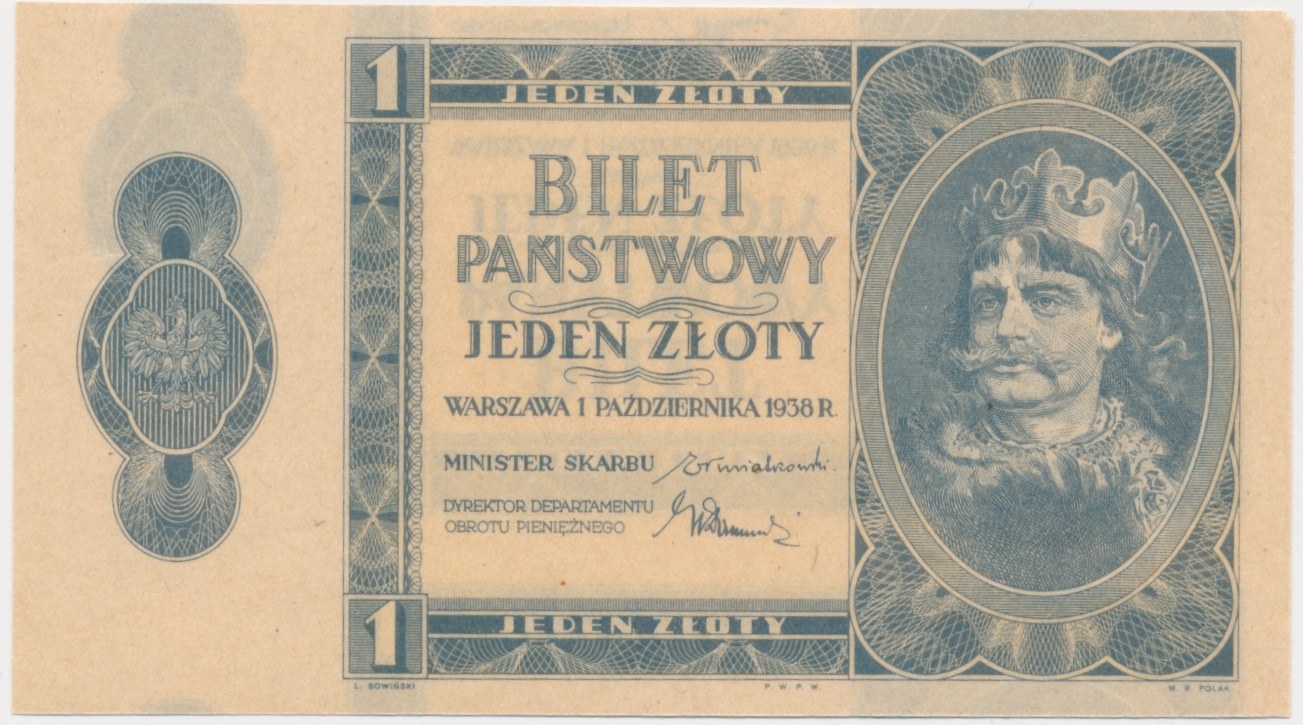 1
JEDEN ZŁOTY
BILET
PAŃSTWOWY
JEDEN ZŁOTY
WARSZAWA 1 PAŹDZIERNIKA 1938 R.
MINISTER SKARBU
DYREKTOR DEPARTAMENTU
OBROTU PIENIĘŻNEGO
1
JEDEN ZŁOTY
L. SOWIŃSKI
P. W. P. W.
M. R. POLAK